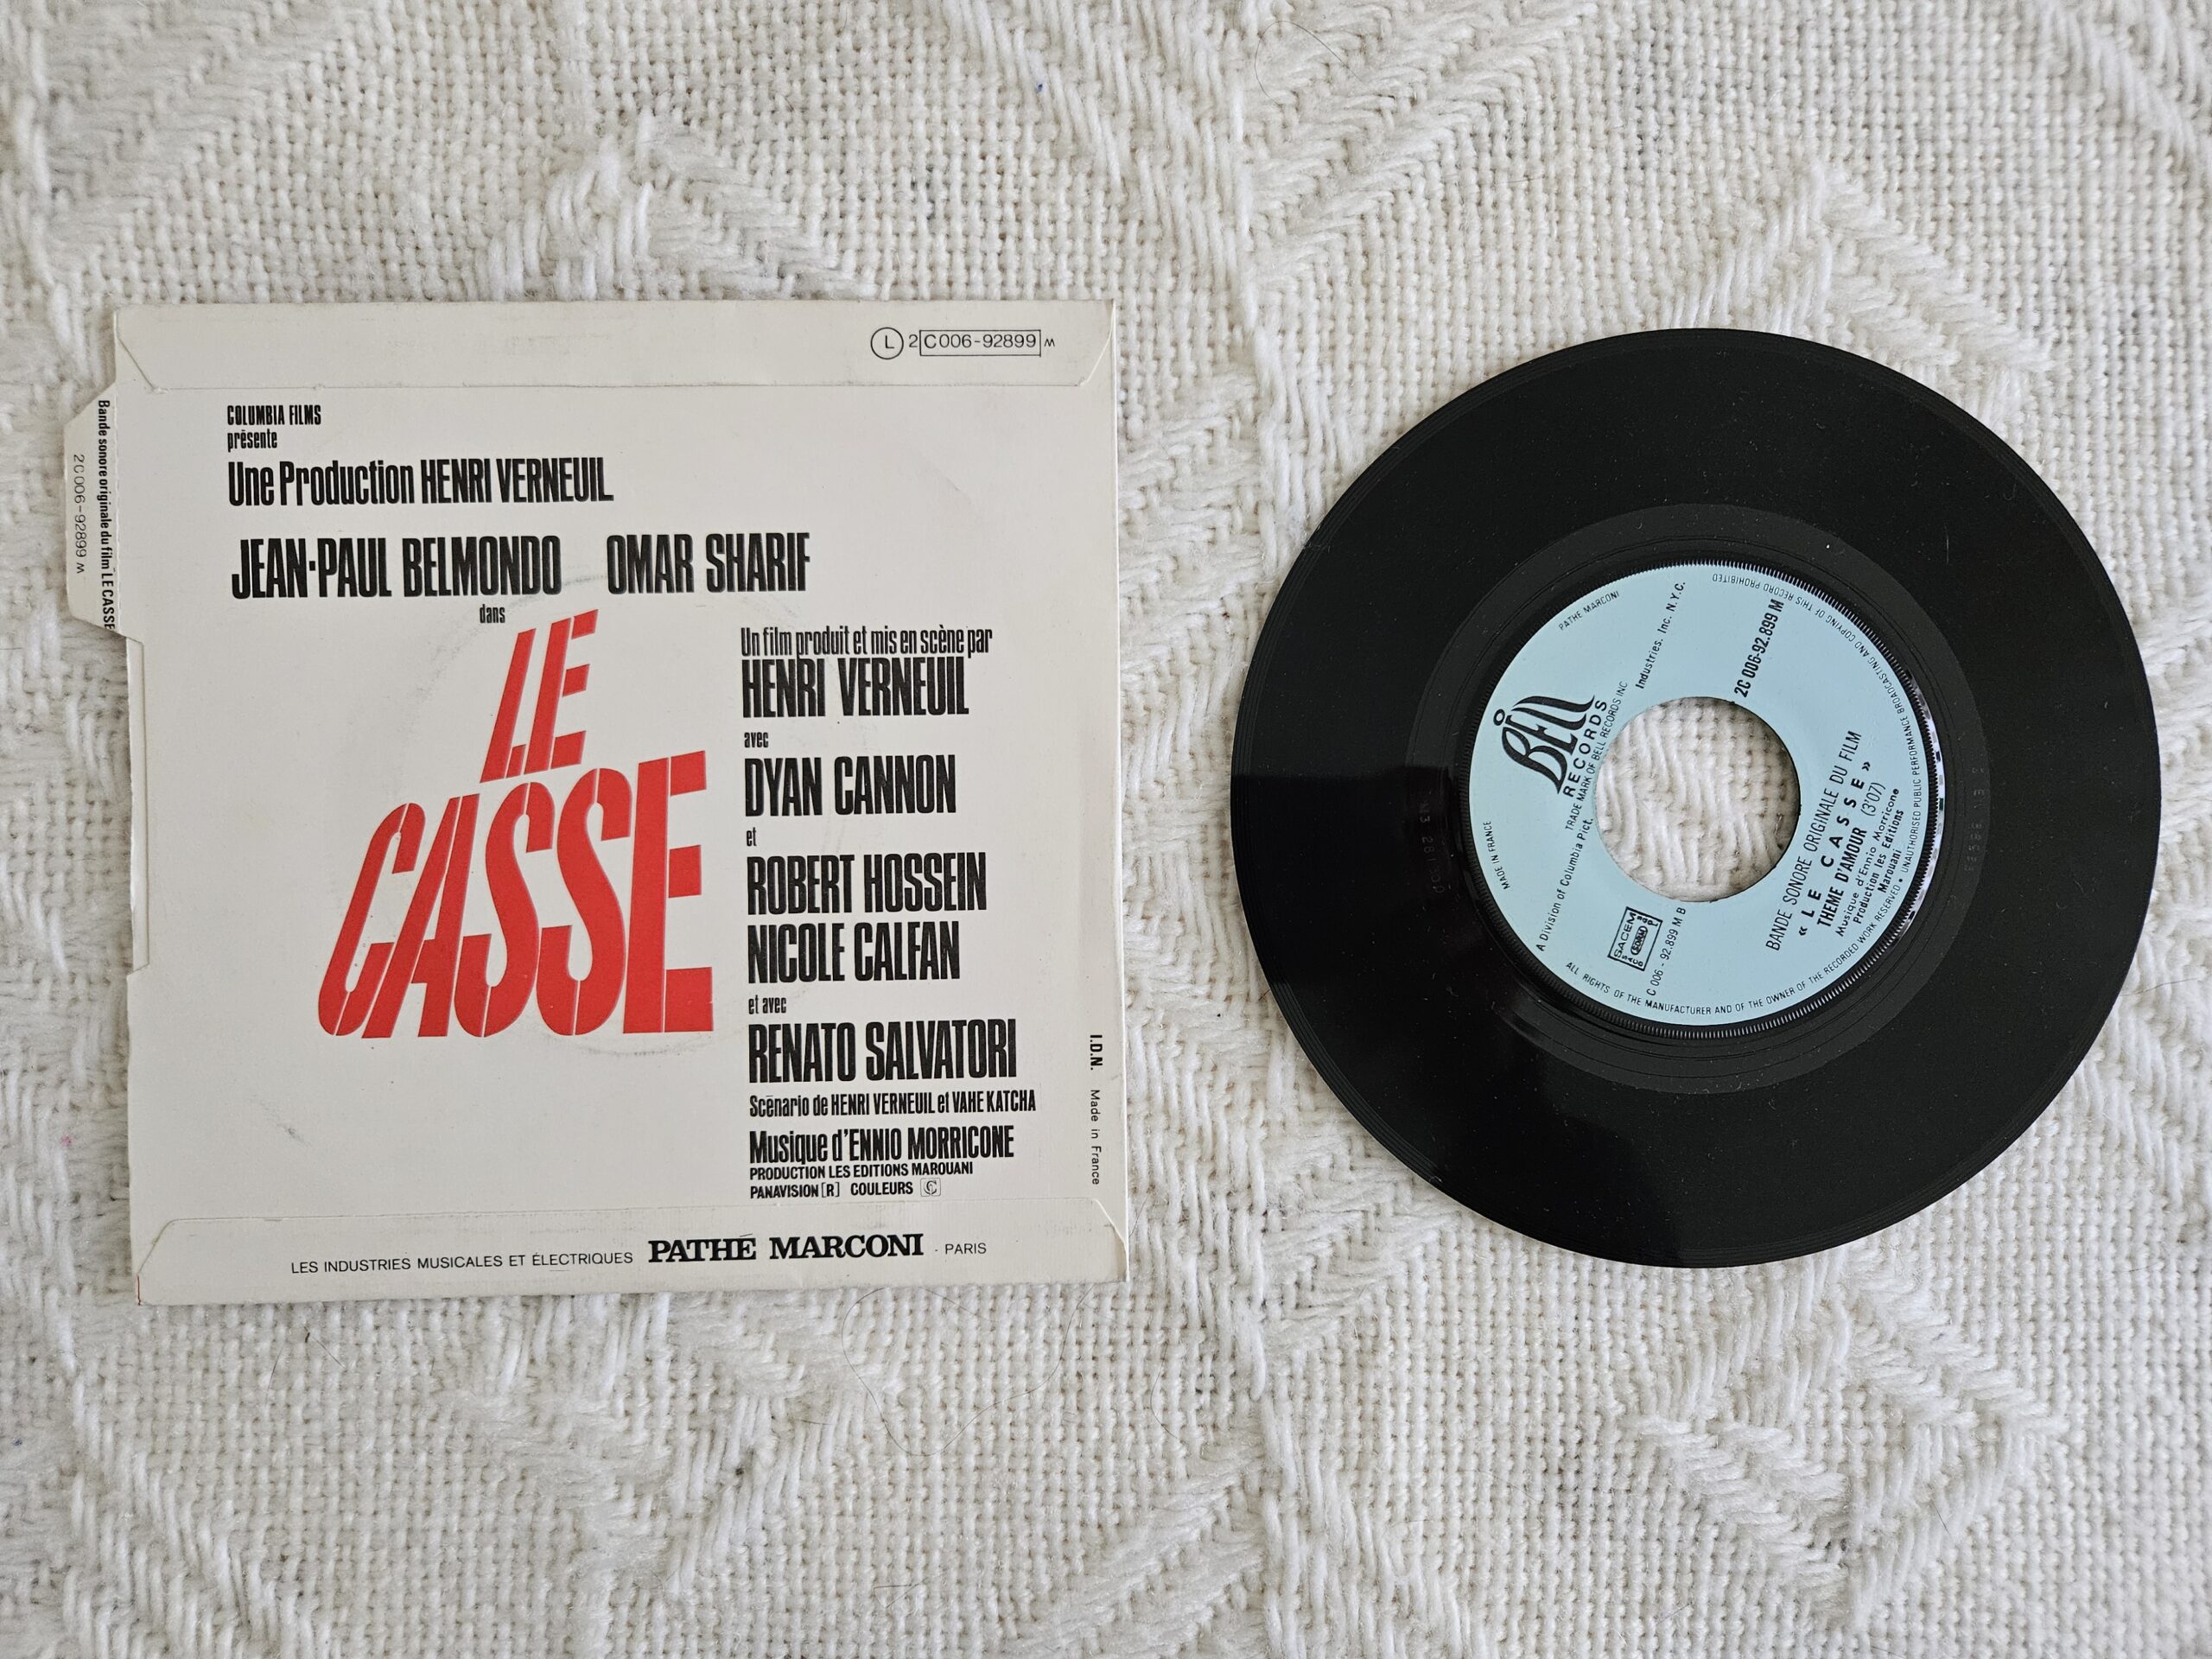 L 2 C006-92899 M
Bande sonore originale du film LE CASSE
2C 006-92899 M
COLUMBIA FILMS
présente
Une Production HENRI VERNEUIL
JEAN-PAUL BELMONDO OMAR SHARIF
dans
LE
CASSE
Un film produit et mis en scène par
HENRI VERNEUIL
avec
DYAN CANNON
et
ROBERT HOSSEIN
NICOLE CALFAN
et avec
RENATO SALVATORI
Scénario de HENRI VERNEUIL et VAHE KATCHA
Musique d'ENNIO MORRICONE
PRODUCTION LES EDITIONS MAROUANI
PANAVISION [R] COULEURS
I.D.N. Made in France
LES INDUSTRIES MUSICALES ET ÉLECTRIQUES PATHÉ MARCONI · PARIS
PATHE MARCONI
MADE IN FRANCE
BELL
RECORDS
TRADE MARK OF BELL RECORDS INC
A Division of Columbia Pict. Industries. Inc. N.Y.C.
SACEM
C 006 - 92.899 M B
2C 006-92.899 M
BANDE SONORE ORIGINALE DU FILM
« LE CASSE »
THEME D'AMOUR (3'07)
Musique d'Ennio Morricone
Production les Editions
Marouani
ALL RIGHTS OF THE MANUFACTURER AND OF THE OWNER OF THE RECORDED WORK RESERVED • UNAUTHORISED PUBLIC PERFORMANCE BROADCASTING AND COPYING OF THIS RECORD PROHIBITED